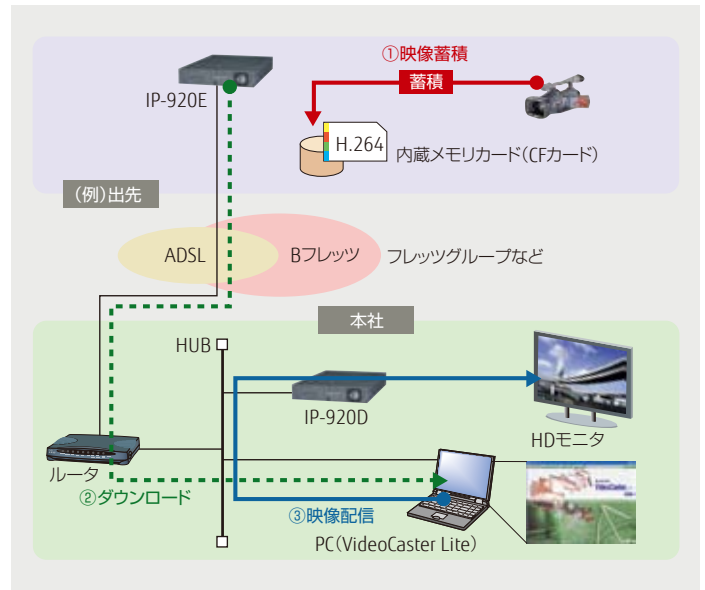 ①映像蓄積
蓄積
IP-920E
H.264
内蔵メモリカード(CFカード)
(例)出先
ADSL
Bフレッツ
フレッツグループなど
本社
HUB
IP-920D
HDモニタ
ルータ
②ダウンロード
③映像配信
PC(VideoCaster Lite)